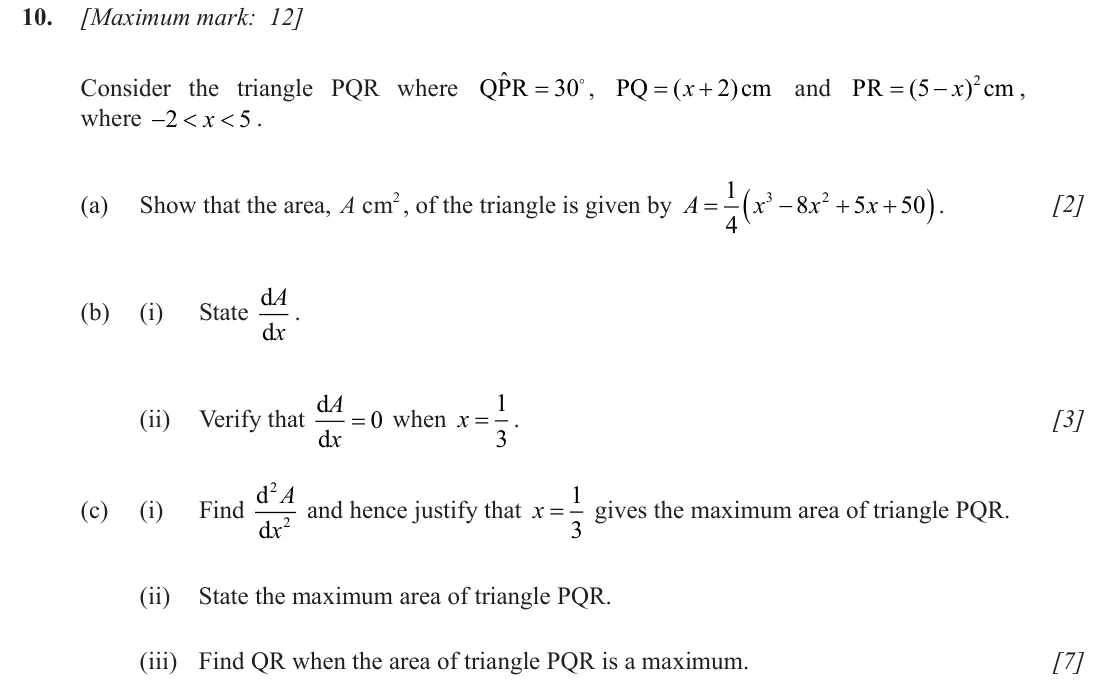 10. [Maximum mark: 12]
Consider the triangle PQR where QP̂R = 30°, PQ = (x + 2) cm and PR = (5 − x)² cm,
where −2 < x < 5.
(a) Show that the area, A cm², of the triangle is given by A = 1/4 (x³ − 8x² + 5x + 50). [2]
(b) (i) State dA/dx.
(ii) Verify that dA/dx = 0 when x = 1/3. [3]
(c) (i) Find d²A/dx² and hence justify that x = 1/3 gives the maximum area of triangle PQR.
(ii) State the maximum area of triangle PQR.
(iii) Find QR when the area of triangle PQR is a maximum. [7]